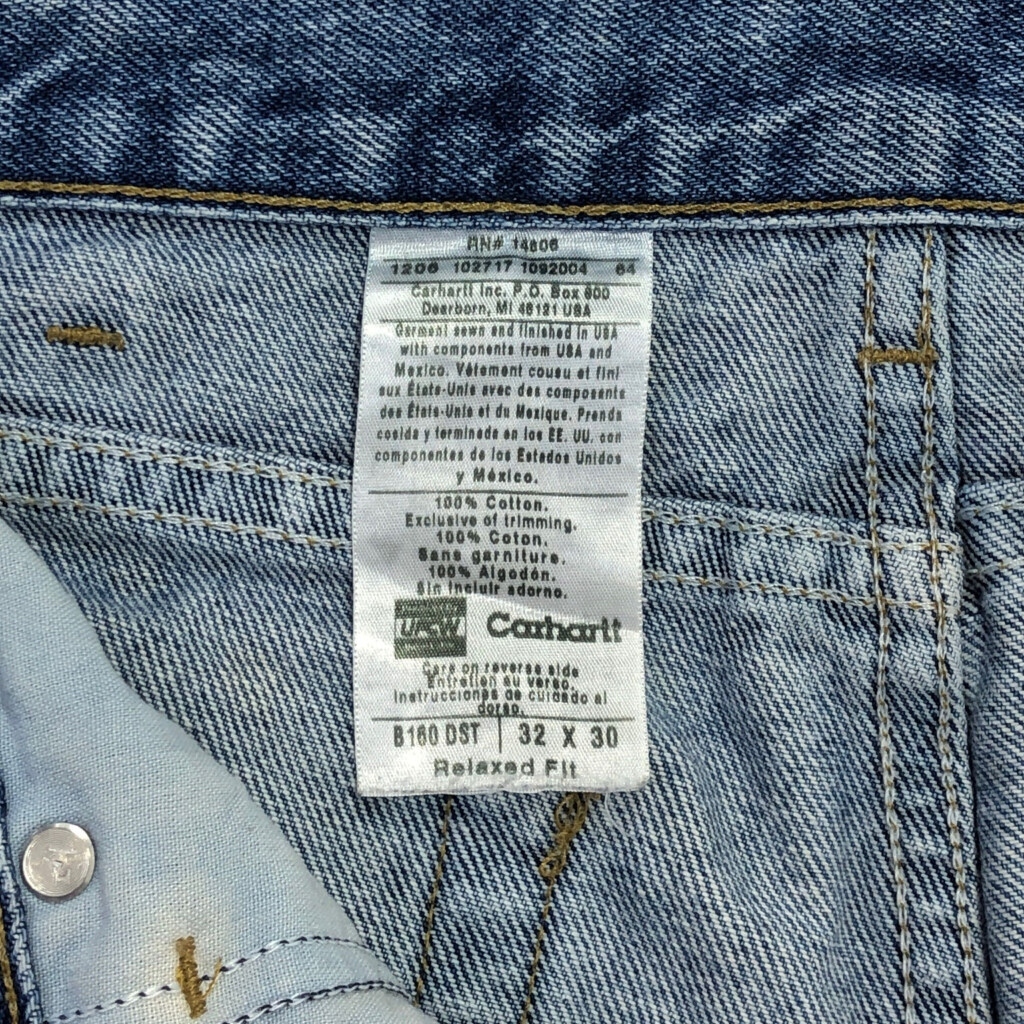 RN# 14806
1206 102717 1092004 64
Carhartt Inc. P.O. Box 600
Dearborn, MI 48121 USA
Garment sewn and finished in USA
with components from USA and
Mexico. Vêtement cousu et fini
aux États-Unis avec des composants
des États-Unis et du Mexique. Prenda
cosida y terminada en los EE. UU. con
componentes de los Estados Unidos
y México.
100% Cotton.
Exclusive of trimming.
100% Coton.
Sans garniture.
100% Algodón.
Sin incluir adorno.
UFCW
Carhartt
Care on reverse side
Entretien au verso.
Instrucciones de cuidado al
dorso.
B160 DST
32 X 30
Relaxed Fit